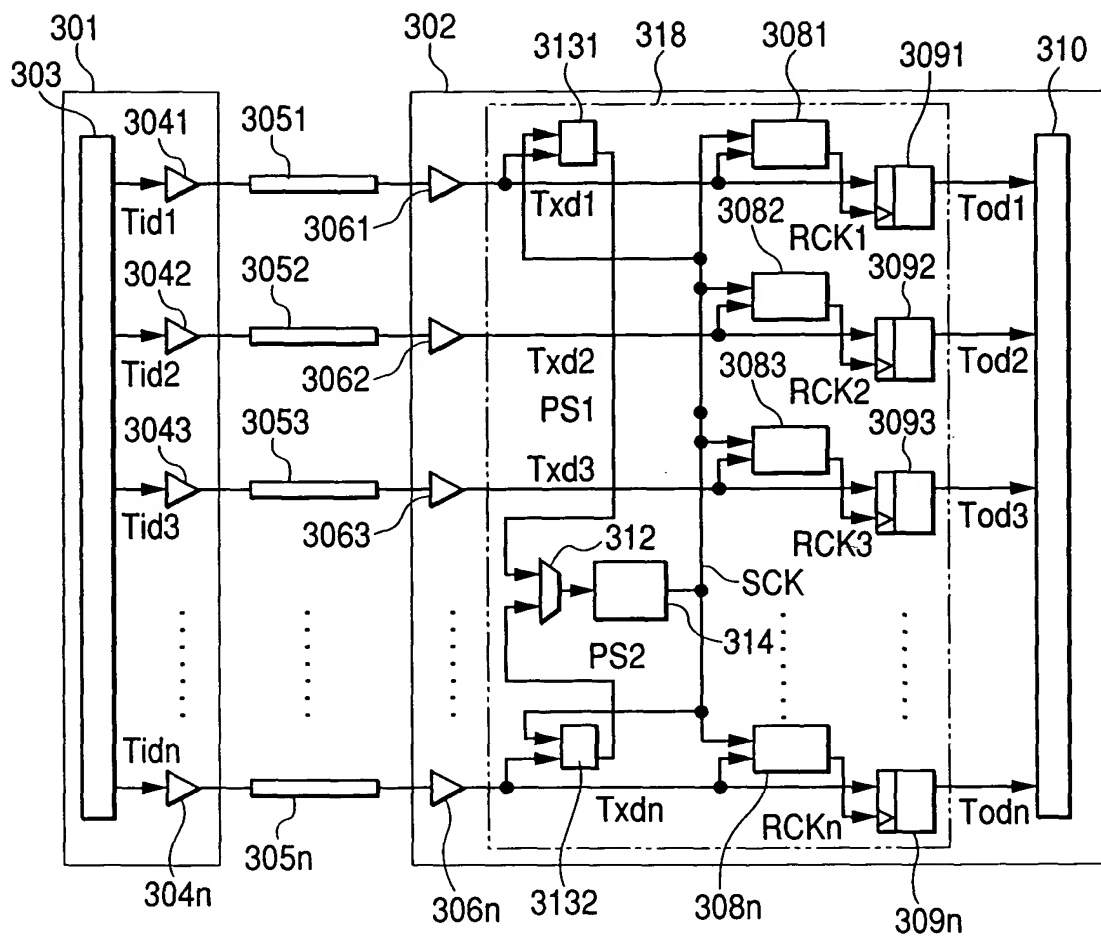 301
303
302
3131
318
3081
3091
310
3041
3051
Tid1
3061
Txd1
3082
RCK1
Tod1
3042
3052
3092
Tid2
3062
Txd2
PS1
3083
RCK2
Tod2
3043
3053
3093
Tid3
3063
Txd3
312
RCK3
Tod3
SCK
314
PS2
Tidn
Txdn
RCKn
Todn
304n
305n
306n
3132
308n
309n